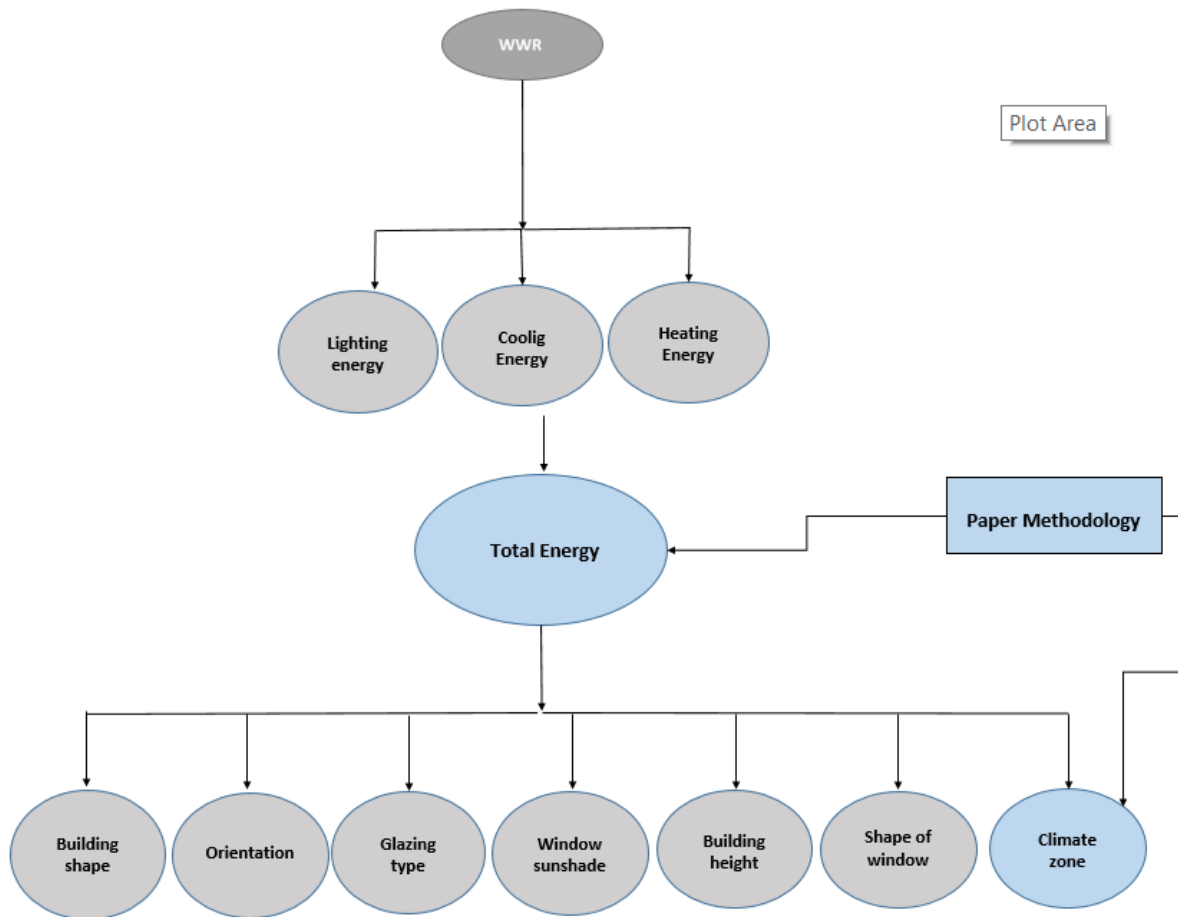 WWR
Plot Area
Lighting
energy
Coolig
Energy
Heating
Energy
Total Energy
Paper Methodology
Building
shape
Orientation
Glazing
type
Window
sunshade
Building
height
Shape of
window
Climate
zone